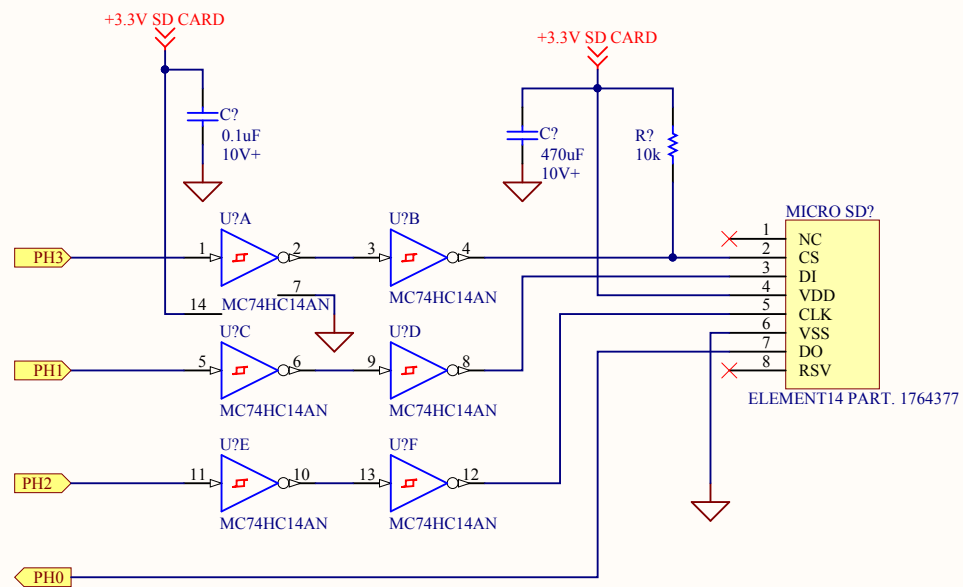 +3.3V SD CARD
+3.3V SD CARD
C?
0.1uF
10V+
C?
470uF
10V+
R?
10k
MICRO SD?
U?A
U?B
PH3
1
2
3
4
MC74HC14AN
MC74HC14AN
14
7
1 NC
2 CS
3 DI
4 VDD
5 CLK
6 VSS
7 DO
8 RSV
ELEMENT14 PART. 1764377
U?C
U?D
PH1
5
6
9
8
MC74HC14AN
MC74HC14AN
U?E
U?F
PH2
11
10
13
12
MC74HC14AN
MC74HC14AN
PH0